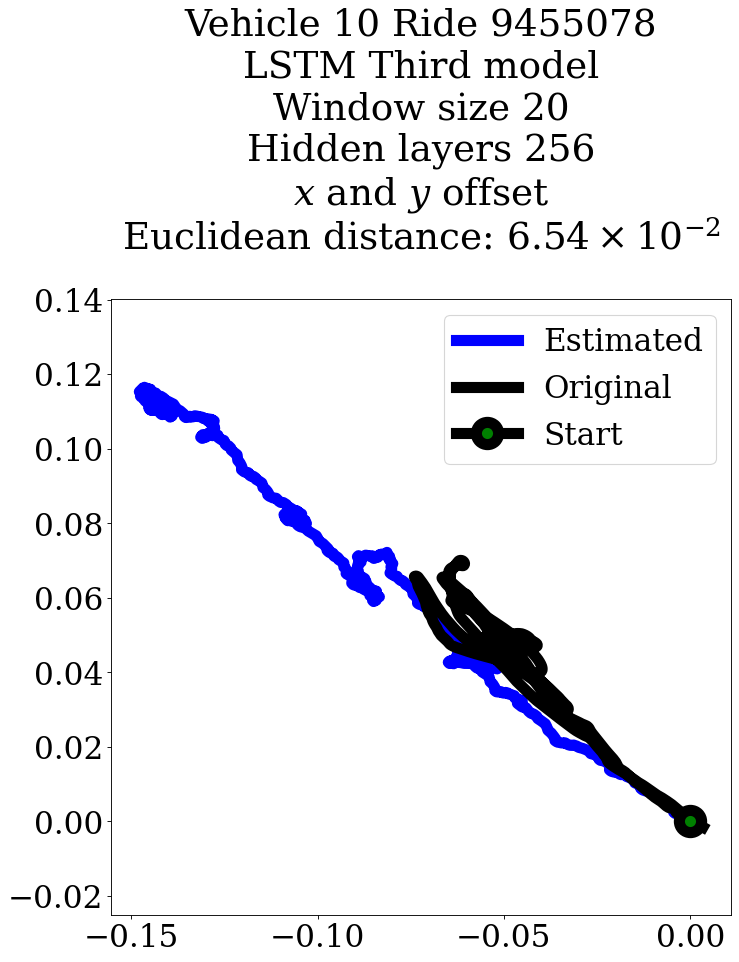 Vehicle 10 Ride 9455078
LSTM Third model
Window size 20
Hidden layers 256
x and y offset
Euclidean distance: 6.54 × 10⁻²
0.14
0.12
0.10
0.08
0.06
0.04
0.02
0.00
−0.02
Estimated
Original
Start
−0.15 −0.10 −0.05 0.00